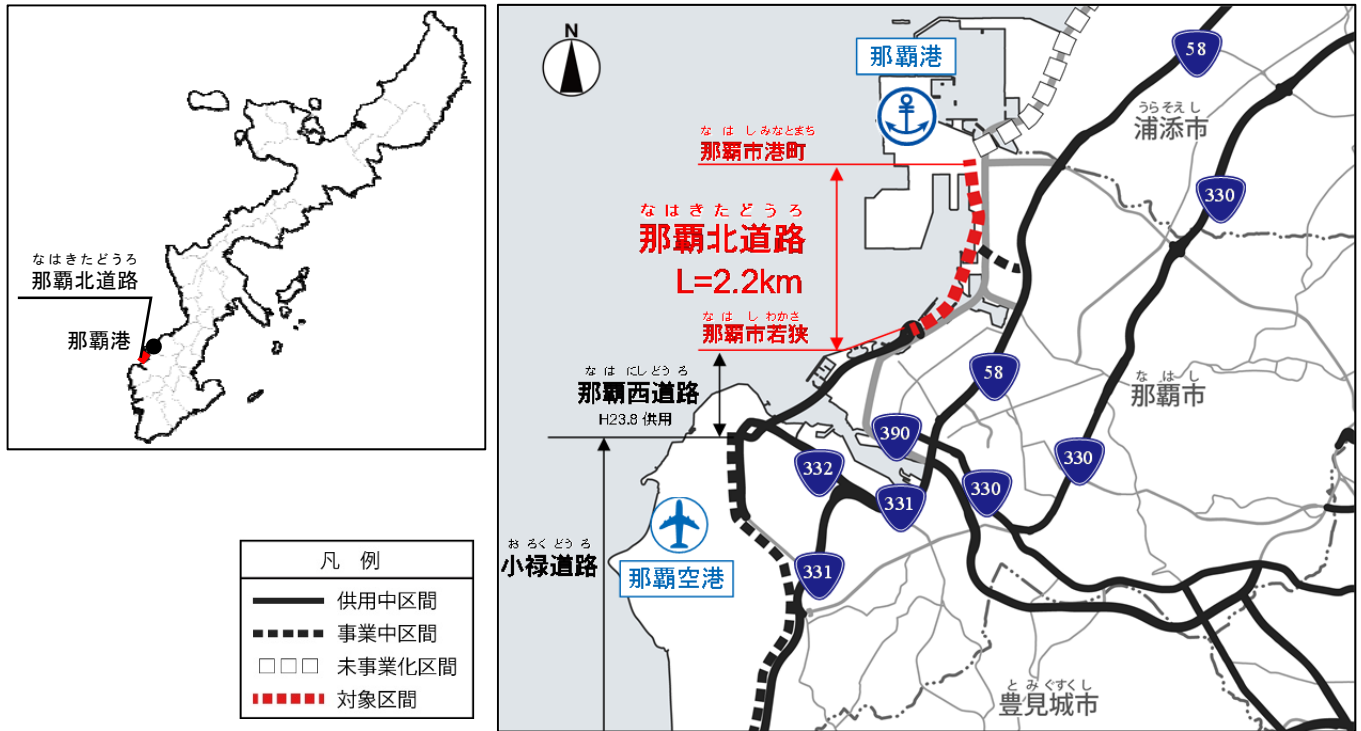 なはきたどうろ
那覇北道路
那覇港
凡 例
供用中区間
事業中区間
未事業化区間
対象区間
N
那覇港
58
うらそえし
浦添市
なはしみなとまち
那覇市港町
330
なはきたどうろ
那覇北道路
L=2.2km
なはしわかさ
那覇市若狭
なはにしどうろ
那覇西道路
H23.8 供用
58
なはし
那覇市
390
330
332
330
331
おろくどうろ
小禄道路
那覇空港
331
とみぐすくし
豊見城市